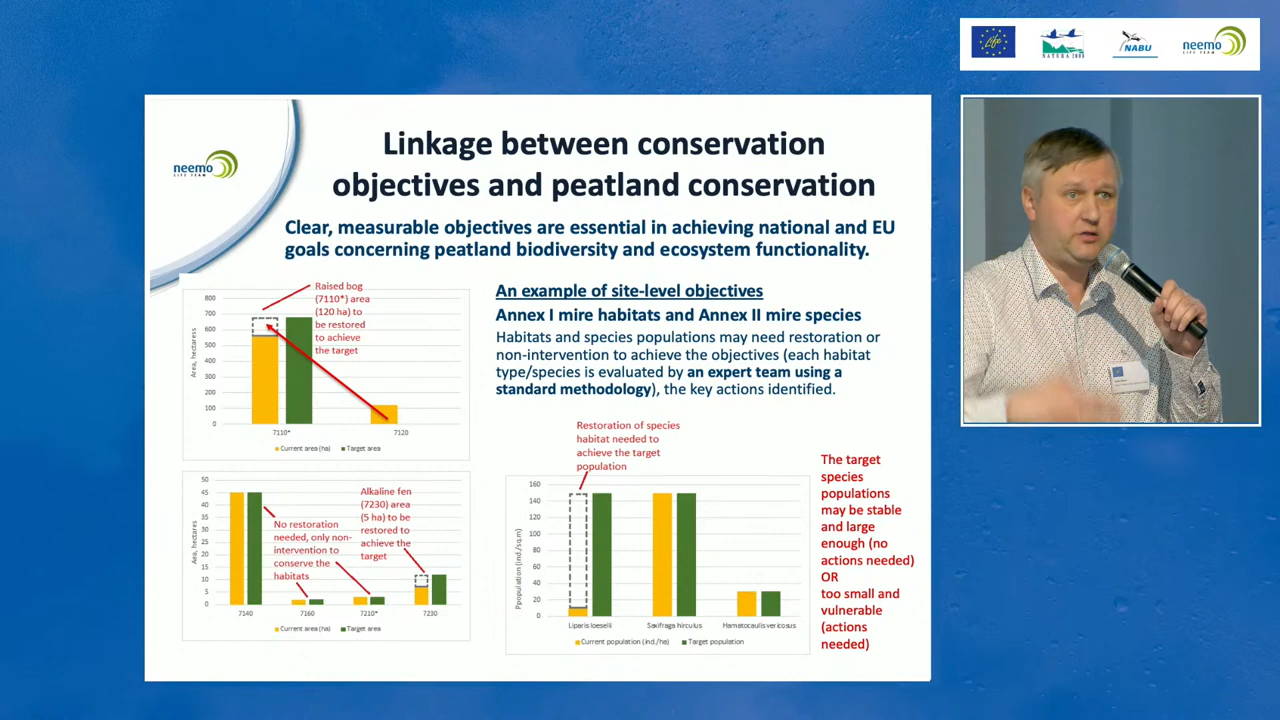 Life
NATURA 2000
NABU
neemo
LIFE TEAM
neemo
LIFE TEAM
Linkage between conservation
objectives and peatland conservation
Clear, measurable objectives are essential in achieving national and EU
goals concerning peatland biodiversity and ecosystem functionality.
Raised bog
(7110*) area
(120 ha) to
be restored
to achieve
the target
Area, hectaress
800
700
600
500
400
300
200
100
0
7110*
7120
Current area (ha)
Target area
An example of site-level objectives
Annex I mire habitats and Annex II mire species
Habitats and species populations may need restoration or
non-intervention to achieve the objectives (each habitat
type/species is evaluated by an expert team using a
standard methodology), the key actions identified.
Aea, hectares
50
45
40
35
30
25
20
15
10
5
0
No restoration
needed, only non-
intervention to
conserve the
habitats
Alkaline fen
(7230) area
(5 ha) to be
restored to
achieve the
target
7140
7160
7210*
7230
Current area (ha)
Target area
Restoration of species
habitat needed to
achieve the target
population
Ppopulation (ind./sq.m)
160
140
120
100
80
60
40
20
0
Liparis loeselii
Saxifraga hirculus
Hamatocaulis vericosus
Current population (ind./ha)
Target population
The target
species
populations
may be stable
and large
enough (no
actions needed)
OR
too small and
vulnerable
(actions
needed)